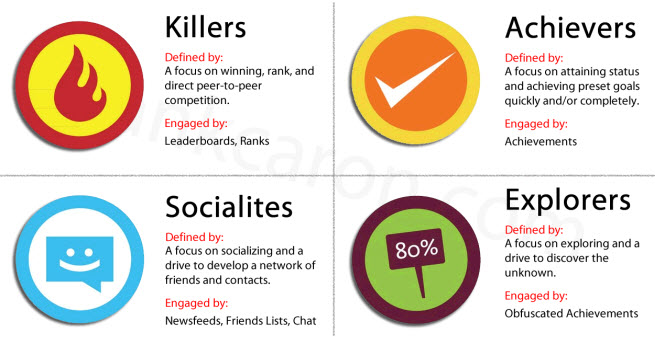 Killers
Defined by:
A focus on winning, rank, and
direct peer-to-peer
competition.
Engaged by:
Leaderboards, Ranks
Achievers
Defined by:
A focus on attaining status
and achieving preset goals
quickly and/or completely.
Engaged by:
Achievements
Socialites
Defined by:
A focus on socializing and a
drive to develop a network of
friends and contacts.
Engaged by:
Newsfeeds, Friends Lists, Chat
80%
Explorers
Defined by:
A focus on exploring and a
drive to discover the
unknown.
Engaged by:
Obfuscated Achievements